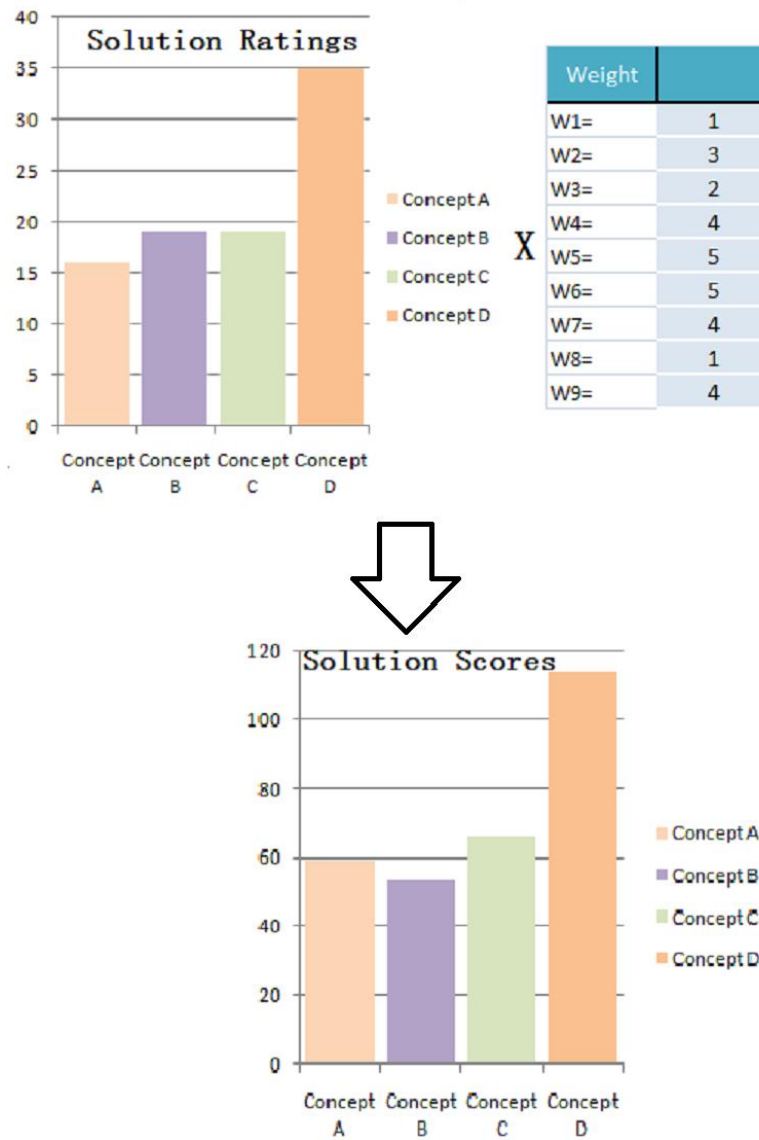 Solution Ratings
40
35
30
25
20
15
10
5
0
Concept A
Concept B
Concept C
Concept D
Concept Concept Concept Concept
A B C D
X
Weight
W1= 1
W2= 3
W3= 2
W4= 4
W5= 5
W6= 5
W7= 4
W8= 1
W9= 4
Solution Scores
120
100
80
60
40
20
0
Concept A
Concept B
Concept C
Concept D
Concept Concept Concept Concept
A B C D